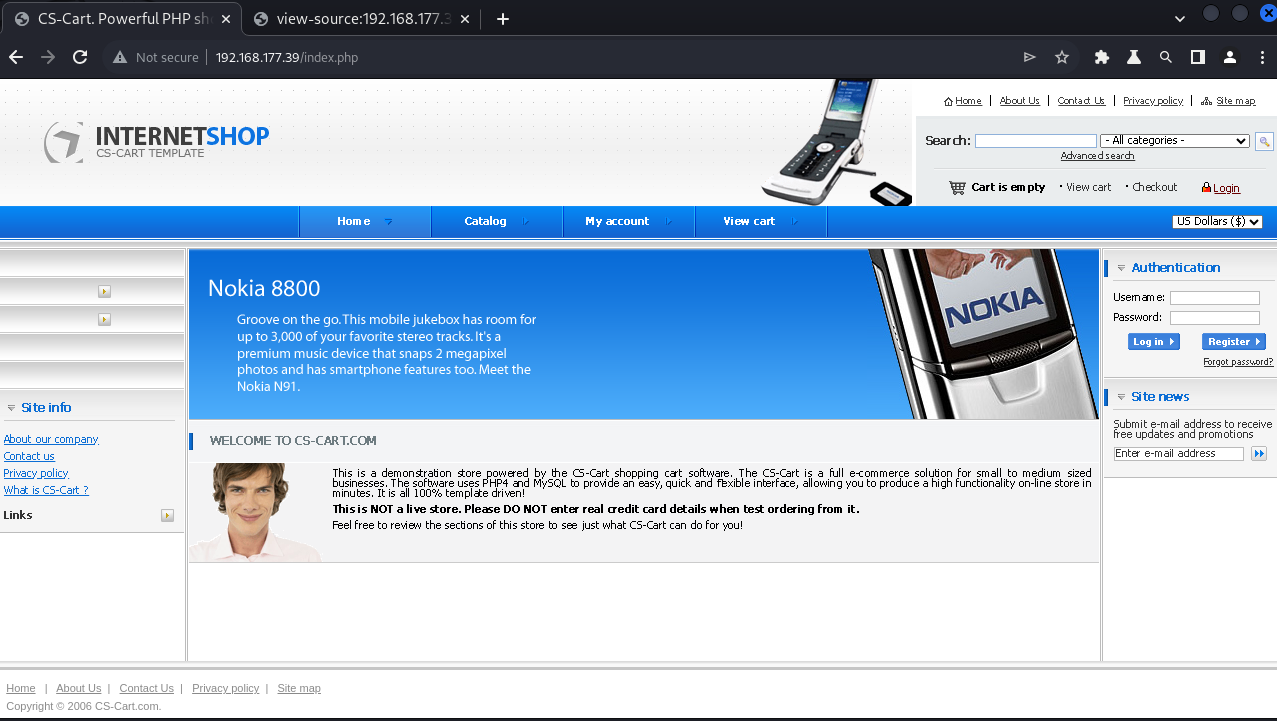 CS-Cart. Powerful PHP sh
view-source:192.168.177.3
Not secure
192.168.177.39/index.php
INTERNETSHOP
CS-CART TEMPLATE
Home
About Us
Contact Us
Privacy policy
Site map
Search:
- All categories -
Advanced search
Cart is empty
View cart
Checkout
Login
Home
Catalog
My account
View cart
US Dollars ($)
Site info
About our company
Contact us
Privacy policy
What is CS-Cart ?
Links
Nokia 8800
Groove on the go. This mobile jukebox has room for
up to 3,000 of your favorite stereo tracks. It's a
premium music device that snaps 2 megapixel
photos and has smartphone features too. Meet the
Nokia N91.
NOKIA
WELCOME TO CS-CART.COM
This is a demonstration store powered by the CS-Cart shopping cart software. The CS-Cart is a full e-commerce solution for small to medium sized
businesses. The software uses PHP4 and MySQL to provide an easy, quick and flexible interface, allowing you to produce a high functionality on-line store in
minutes. It is all 100% template driven!
This is NOT a live store. Please DO NOT enter real credit card details when test ordering from it.
Feel free to review the sections of this store to see just what CS-Cart can do for you!
Authentication
Username:
Password:
Log in
Register
Forgot password?
Site news
Submit e-mail address to receive
free updates and promotions
Enter e-mail address
Home | About Us | Contact Us | Privacy policy | Site map
Copyright © 2006 CS-Cart.com.